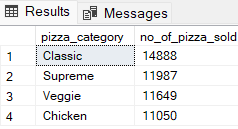 Results Messages
pizza_category no_of_pizza_sold
1 Classic 14888
2 Supreme 11987
3 Veggie 11649
4 Chicken 11050